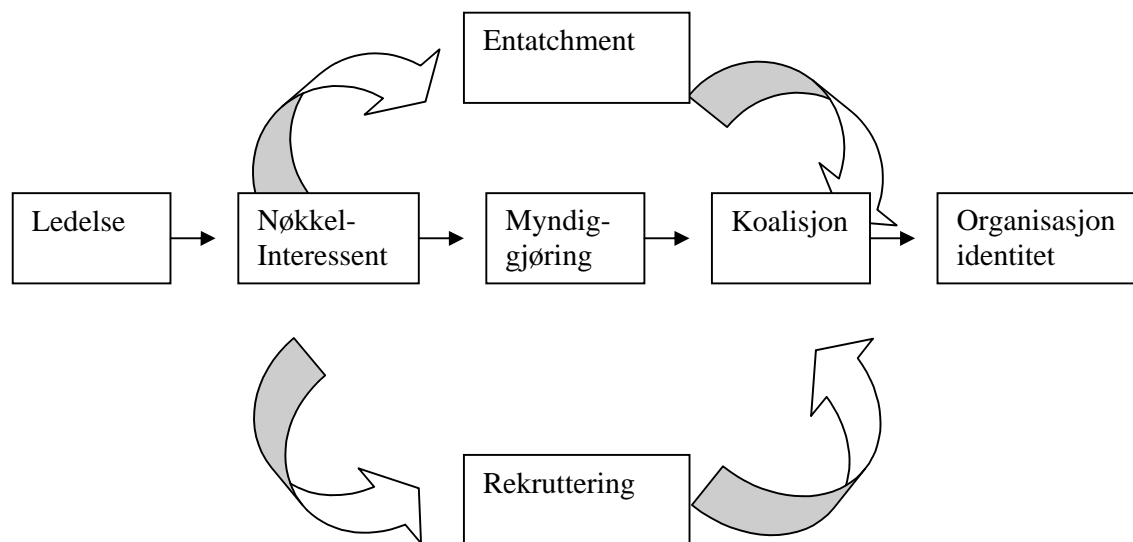 Entatchment
Ledelse
Nøkkel-
Interessent
Myndig-
gjøring
Koalisjon
Organisasjon
identitet
Rekruttering